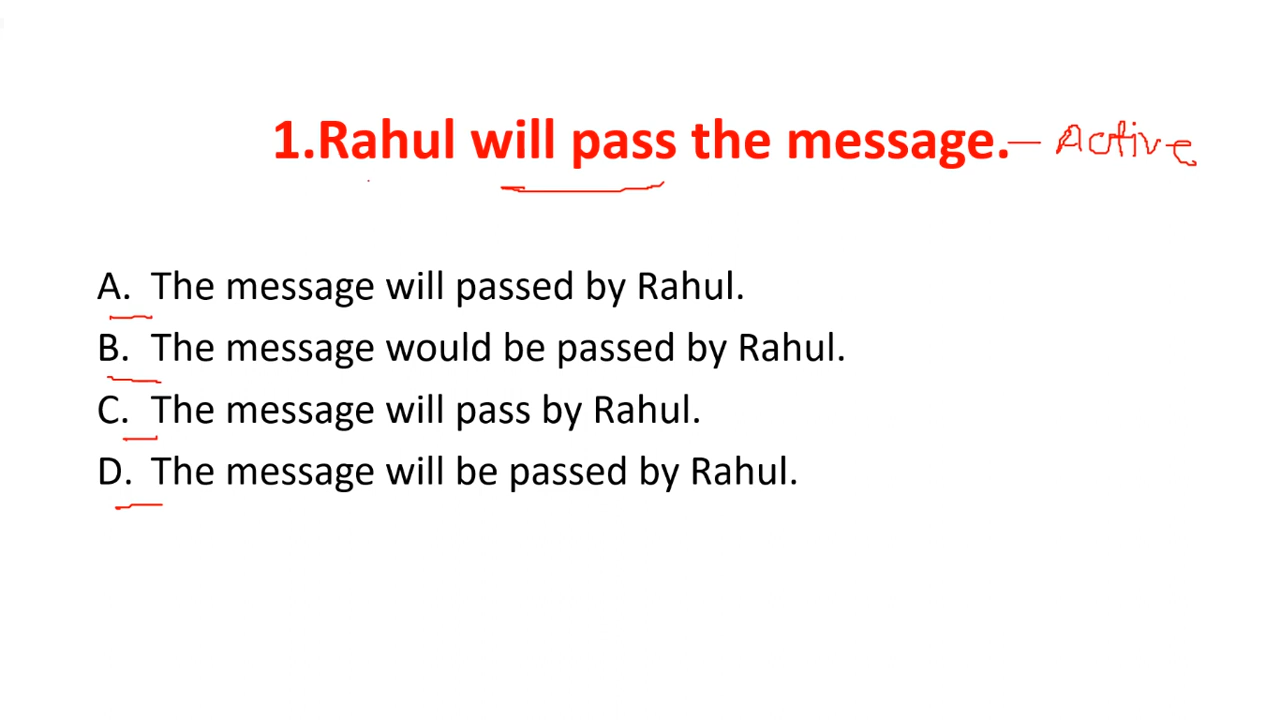 1.Rahul will pass the message.— Active
A. The message will passed by Rahul.
B. The message would be passed by Rahul.
C. The message will pass by Rahul.
D. The message will be passed by Rahul.